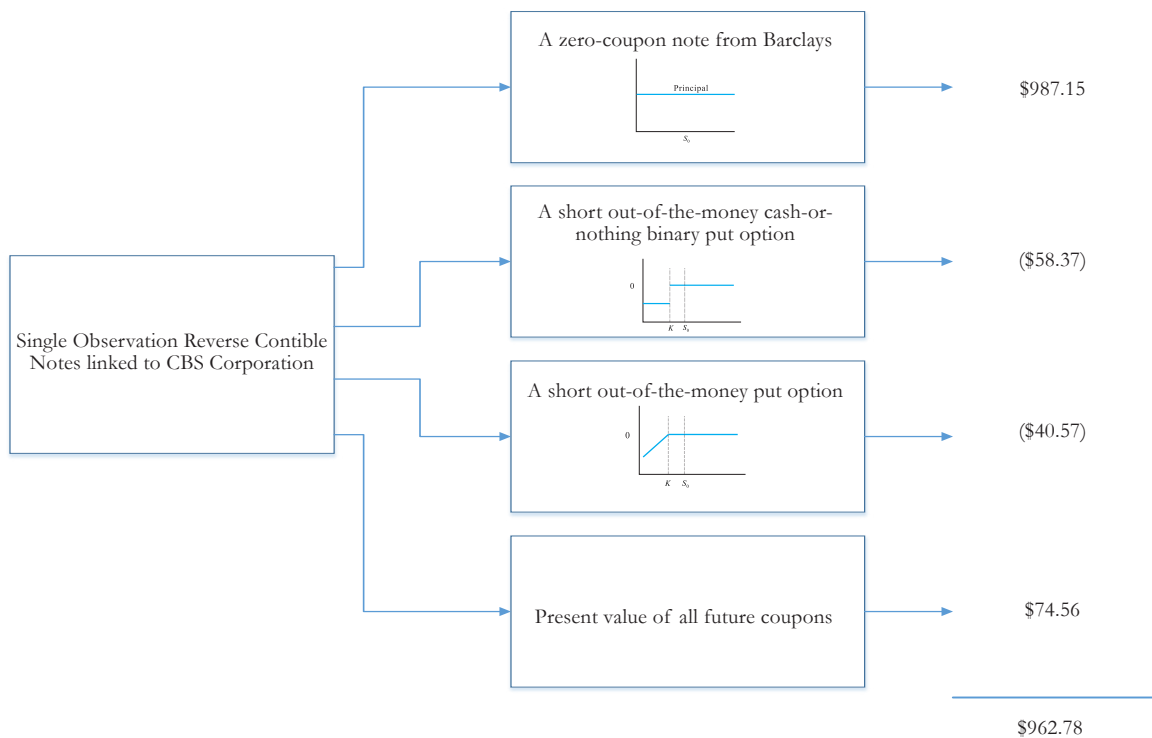 A zero-coupon note from Barclays
Principal
S0
$987.15
A short out-of-the-money cash-or-
nothing binary put option
0
K S0
($58.37)
Single Observation Reverse Contible
Notes linked to CBS Corporation
A short out-of-the-money put option
0
K S0
($40.57)
Present value of all future coupons
$74.56
$962.78